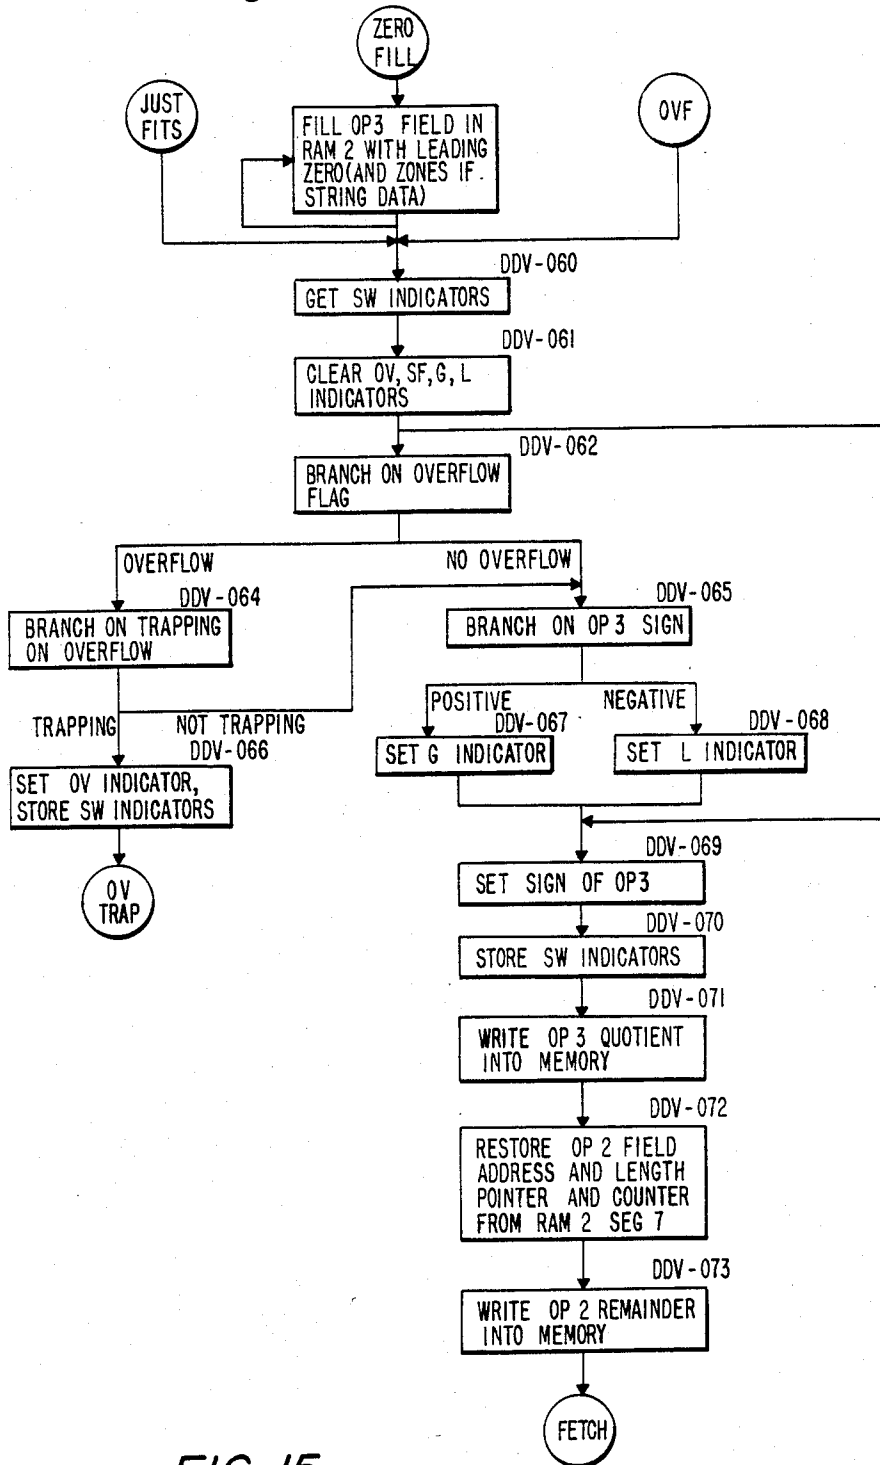 ZERO
FILL
JUST
FITS
OVF
FILL OP3 FIELD IN
RAM 2 WITH LEADING
ZERO(AND ZONES IF.
STRING DATA)
DDV-060
GET SW INDICATORS
DDV-061
CLEAR OV, SF, G, L
INDICATORS
DDV-062
BRANCH ON OVERFLOW
FLAG
OVERFLOW
NO OVERFLOW
DDV-064
BRANCH ON TRAPPING
ON OVERFLOW
DDV-065
BRANCH ON OP3 SIGN
TRAPPING
NOT TRAPPING
DDV-066
SET OV INDICATOR,
STORE SW INDICATORS
OV
TRAP
POSITIVE
NEGATIVE
DDV-067
SET G INDICATOR
DDV-068
SET L INDICATOR
DDV-069
SET SIGN OF OP3
DDV-070
STORE SW INDICATORS
DDV-071
WRITE OP3 QUOTIENT
INTO MEMORY
DDV-072
RESTORE OP 2 FIELD
ADDRESS AND LENGTH
POINTER AND COUNTER
FROM RAM 2 SEG 7
DDV-073
WRITE OP 2 REMAINDER
INTO MEMORY
FETCH